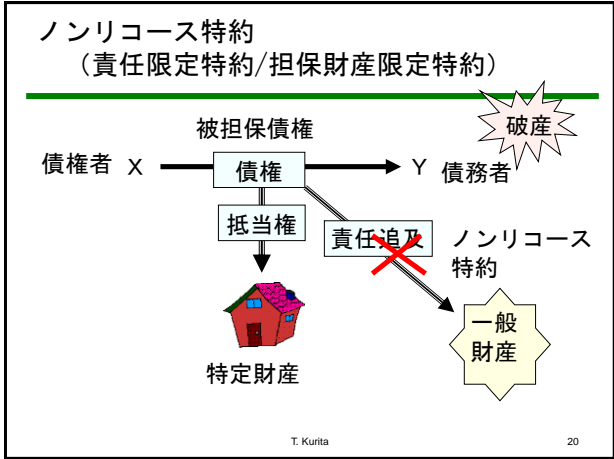 ノンリコース特約
（責任限定特約/担保財産限定特約）
破産
被担保債権
債権者 X
債権
Y 債務者
抵当権
責任追及
ノンリコース
特約
一般
財産
特定財産
T. Kurita
20